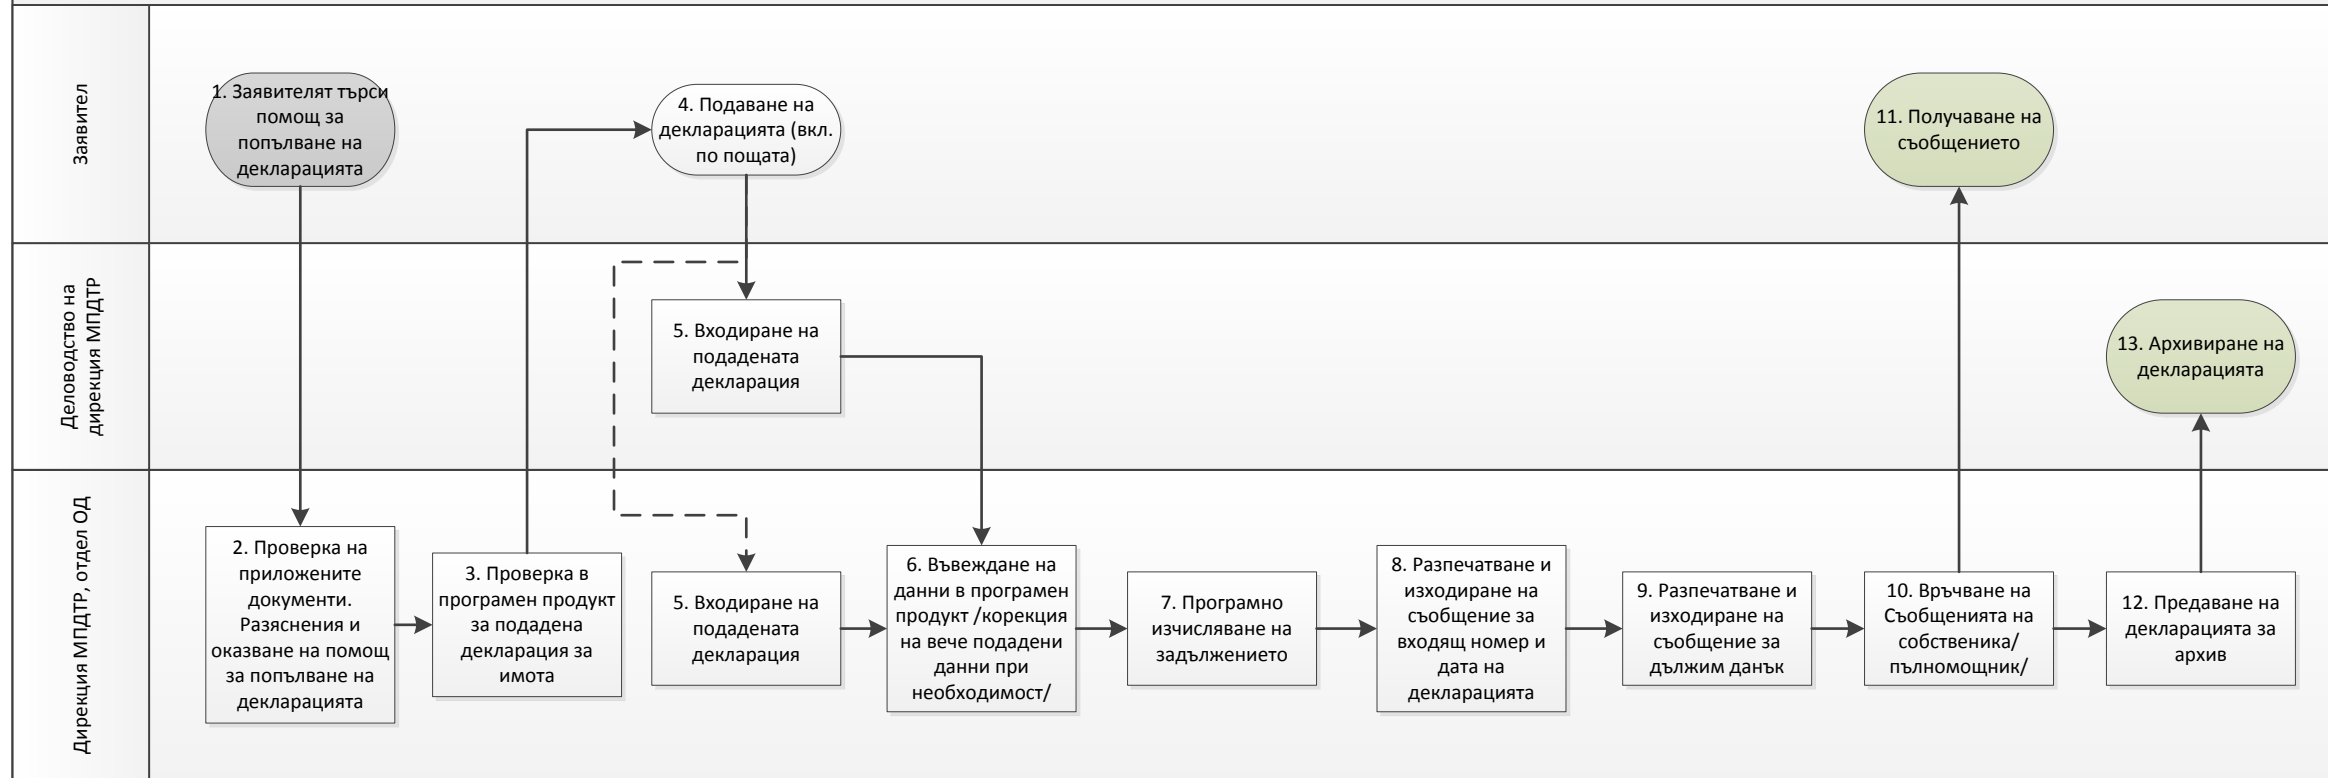 Заявител
1. Заявителят търси
помощ за
попълване на
декларацията
4. Подаване на
декларацията (вкл.
по пощата)
11. Получаване на
съобщението
Деловодство на
дирекция МПДТР
5. Входиране на
подадената
декларация
13. Архивиране на
декларацията
Дирекция МПДТР, отдел ОД
2. Проверка на
приложените
документи.
Разяснения и
оказване на помощ
за попълване на
декларацията
3. Проверка в
програмен продукт
за подадена
декларация за
имота
5. Входиране на
подадената
декларация
6. Въвеждане на
данни в програмен
продукт /корекция
на вече подадени
данни при
необходимост/
7. Програмно
изчисляване на
задължението
8. Разпечатване и
изходиране на
съобщение за
входящ номер и
дата на
декларацията
9. Разпечатване и
изходиране на
съобщение за
дължим данък
10. Връчване на
Съобщенията на
собственика/
пълномощник/
12. Предаване на
декларацията за
архив